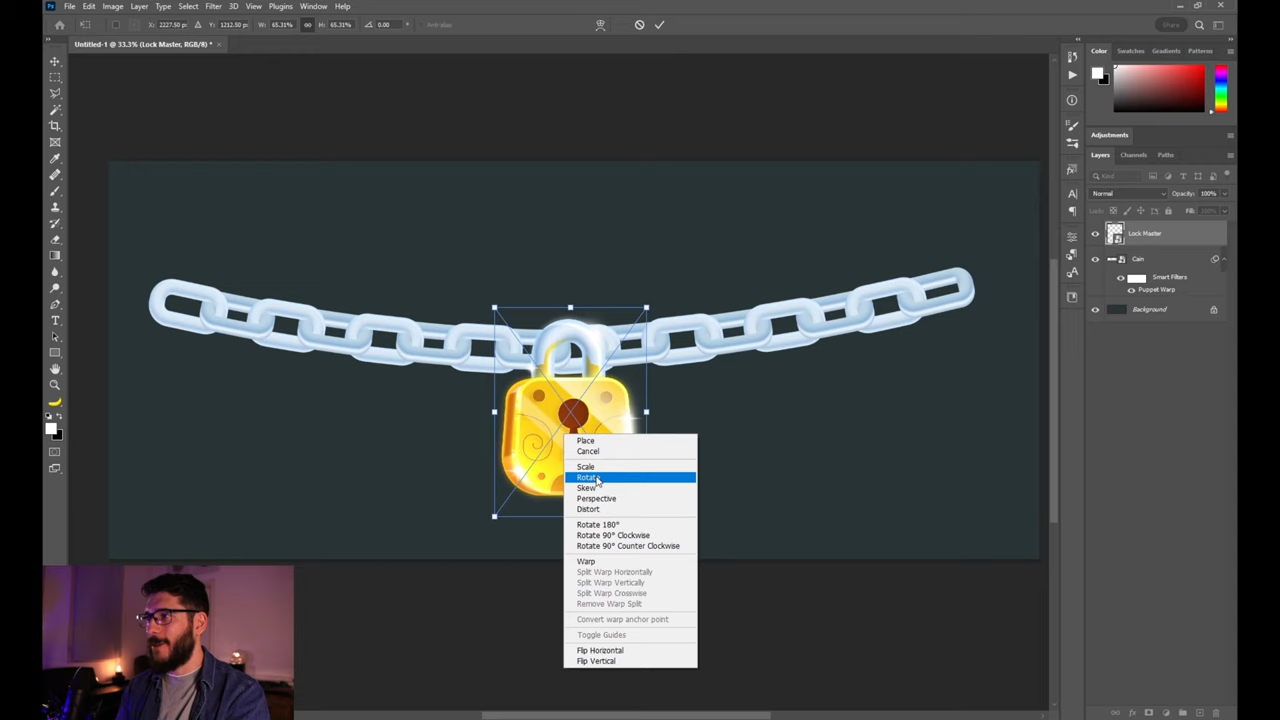 Ps File Edit Image Layer Type Select Filter 3D View Plugins Window Help
X: 2227.50 px Y: 1212.50 px W: 65.31% H: 65.31% 0.00 Anti-alias Share
Untitled-1 @ 33.3% (Lock Master, RGB/8) *
Color Swatches Gradients Patterns
Adjustments
Layers Channels Paths
Kind
Normal Opacity: 100%
Lock: Fill: 100%
Lock Master
Cain
Smart Filters
Puppet Warp
Background
Place
Cancel
Scale
Rotate
Skew
Perspective
Distort
Rotate 180°
Rotate 90° Clockwise
Rotate 90° Counter Clockwise
Warp
Split Warp Horizontally
Split Warp Vertically
Split Warp Crosswise
Remove Warp Split
Convert warp anchor point
Toggle Guides
Flip Horizontal
Flip Vertical